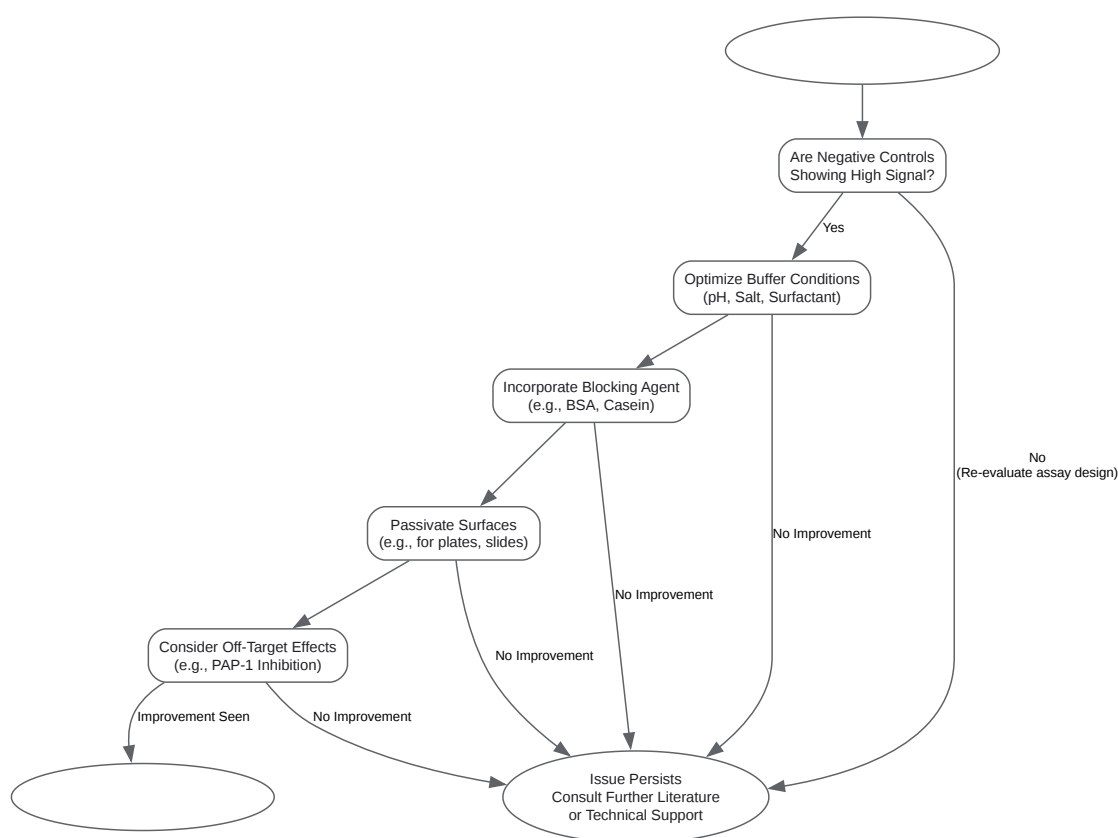 Are Negative Controls
Showing High Signal?
Yes
Optimize Buffer Conditions
(pH, Salt, Surfactant)
Incorporate Blocking Agent
(e.g., BSA, Casein)
No
(Re-evaluate assay design)
Passivate Surfaces
(e.g., for plates, slides)
No Improvement
No Improvement
Consider Off-Target Effects
(e.g., PAP-1 Inhibition)
No Improvement
Improvement Seen
No Improvement
Issue Persists
Consult Further Literature
or Technical Support